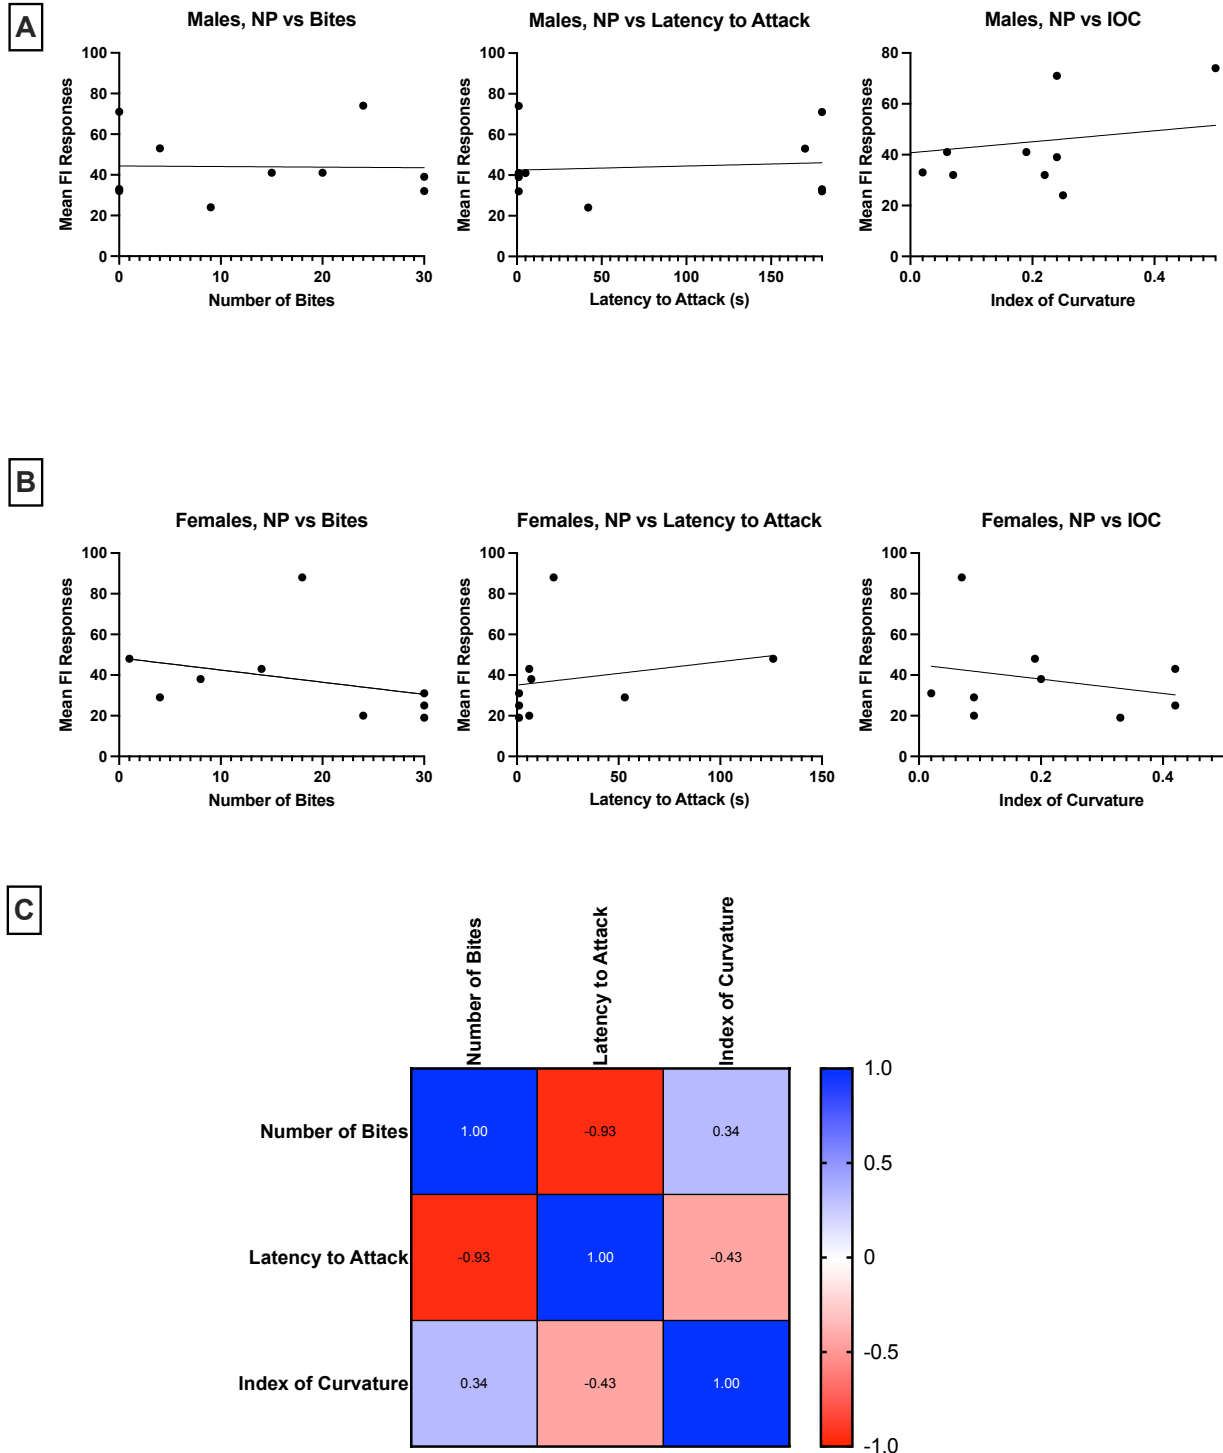 A
Males, NP vs Bites
Mean FI Responses
100
80
60
40
20
0
0 10 20 30
Number of Bites
Males, NP vs Latency to Attack
Mean FI Responses
100
80
60
40
20
0
0 50 100 150
Latency to Attack (s)
Males, NP vs IOC
Mean FI Responses
80
60
40
20
0
0.0 0.2 0.4
Index of Curvature
B
Females, NP vs Bites
Mean FI Responses
100
80
60
40
20
0
0 10 20 30
Number of Bites
Females, NP vs Latency to Attack
Mean FI Responses
100
80
60
40
20
0
0 50 100 150
Latency to Attack (s)
Females, NP vs IOC
Mean FI Responses
100
80
60
40
20
0
0.0 0.2 0.4
Index of Curvature
C
Number of Bites
Latency to Attack
Index of Curvature
Number of Bites 1.00 -0.93 0.34
Latency to Attack -0.93 1.00 -0.43
Index of Curvature 0.34 -0.43 1.00
1.0
0.5
0
-0.5
-1.0